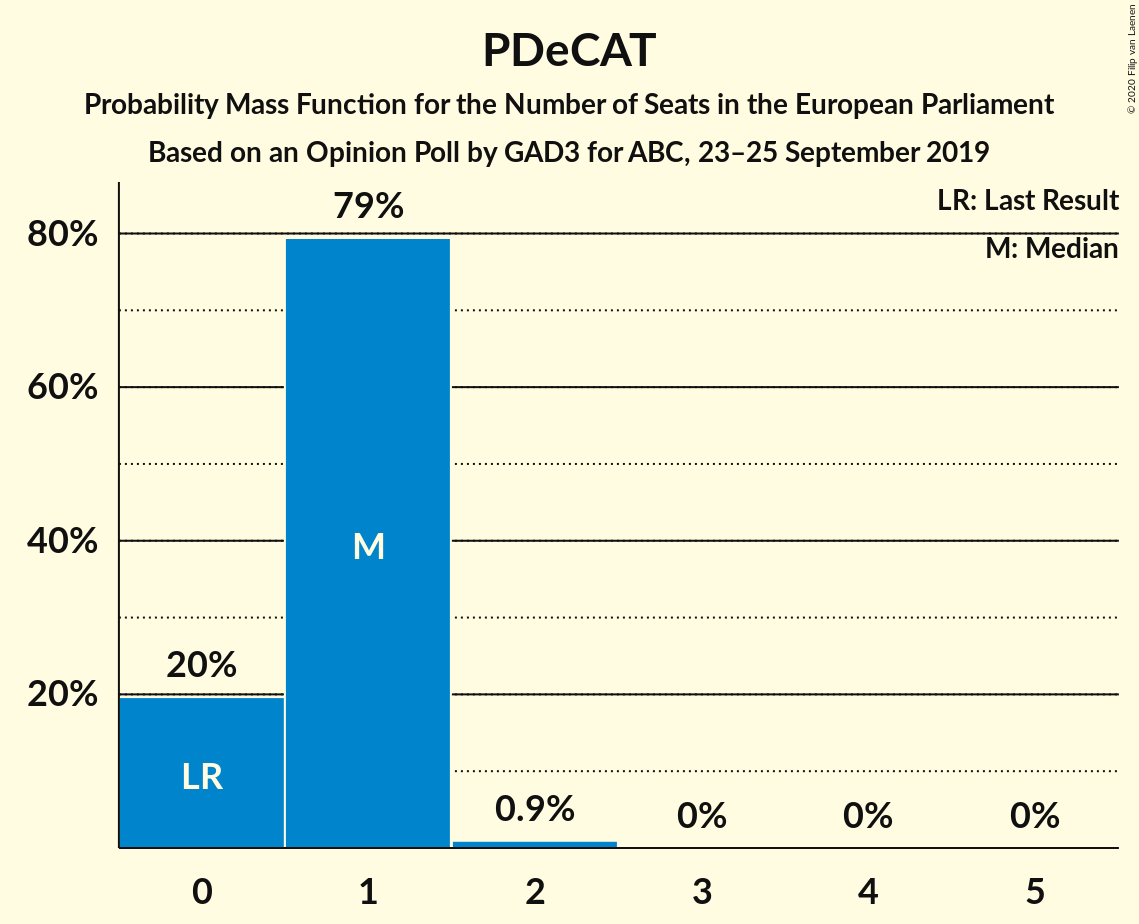 PDeCAT
Probability Mass Function for the Number of Seats in the European Parliament
Based on an Opinion Poll by GAD3 for ABC, 23–25 September 2019
© 2020 Filip van Laenen
LR: Last Result
M: Median
80%
60%
40%
20%
20%
79%
0.9%
0%
0%
0%
LR
M
0
1
2
3
4
5